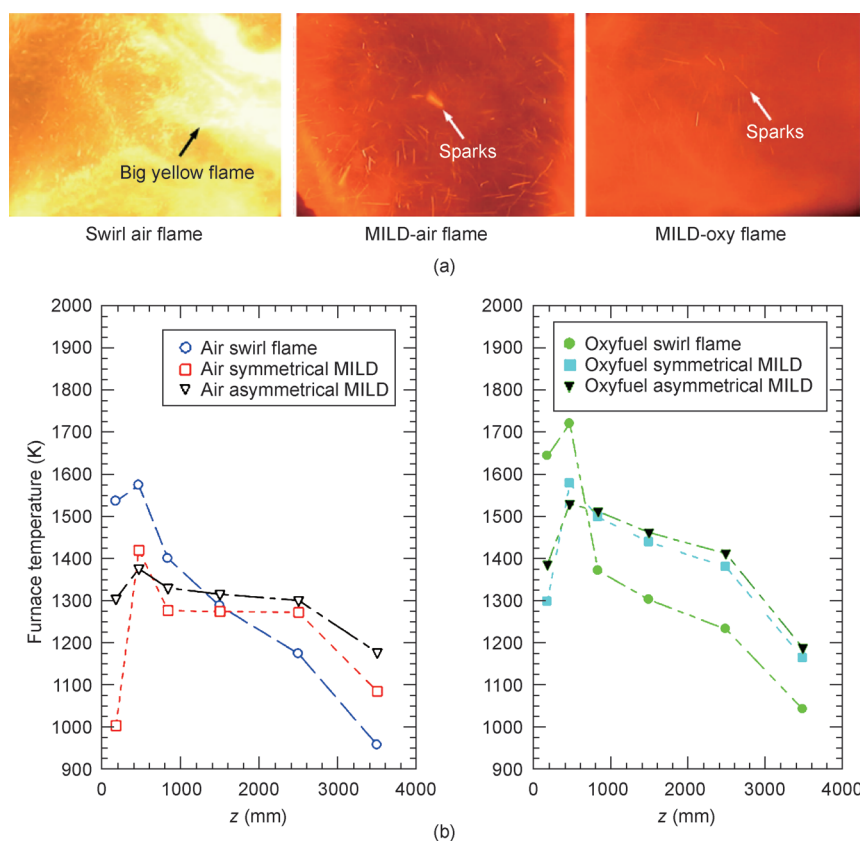 Big yellow flame
Sparks
Sparks
Swirl air flame
MILD-air flame
MILD-oxy flame
(a)
2000
1900
1800
1700
1600
1500
1400
1300
1200
1100
1000
900
Furnace temperature (K)
Air swirl flame
Air symmetrical MILD
Air asymmetrical MILD
0
1000
2000
3000
4000
z (mm)
2000
1900
1800
1700
1600
1500
1400
1300
1200
1100
1000
900
Oxyfuel swirl flame
Oxyfuel symmetrical MILD
Oxyfuel asymmetrical MILD
0
1000
2000
3000
4000
z (mm)
(b)